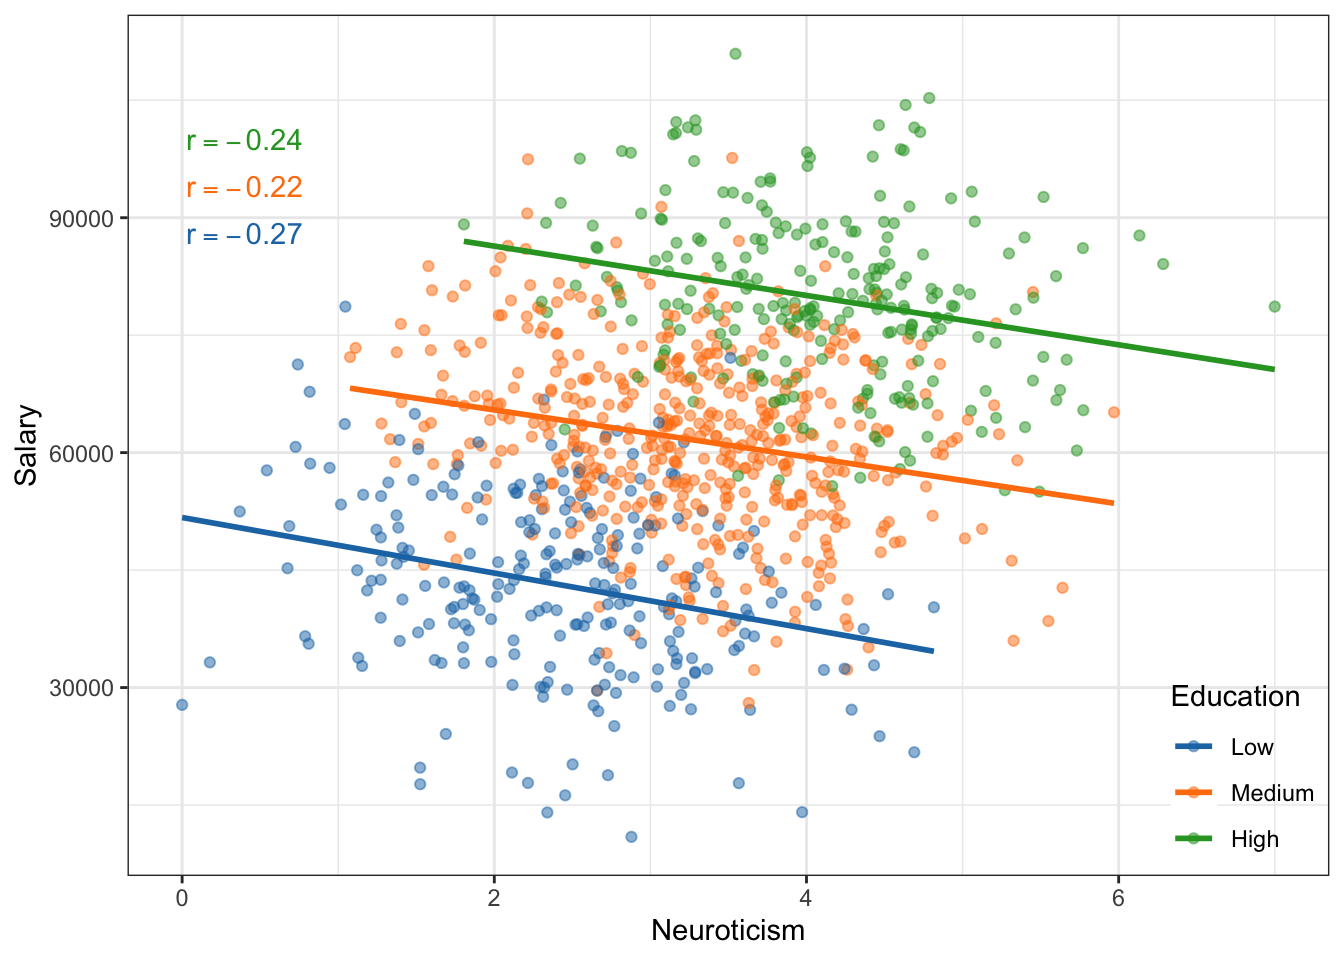 r = −0.24
r = −0.22
r = −0.27
90000
60000
30000
Salary
0 2 4 6
Neuroticism
Education
Low
Medium
High